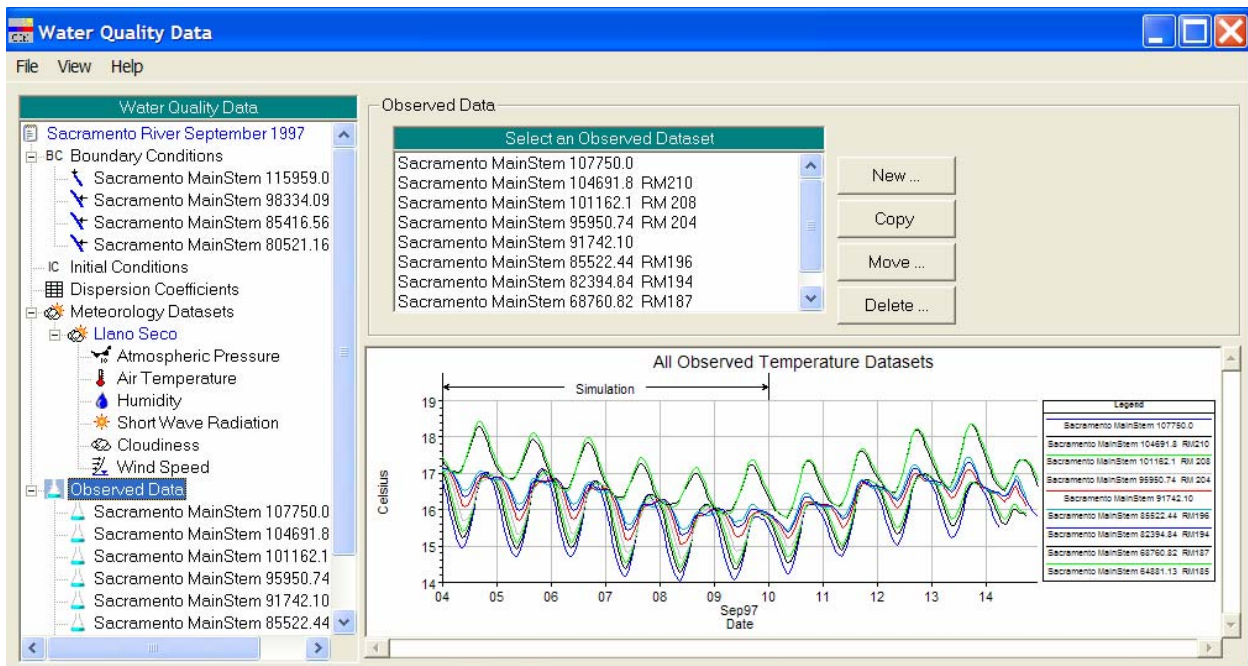 Water Quality Data
File View Help
Water Quality Data
Sacramento River September 1997
BC Boundary Conditions
Sacramento MainStem 115959.0
Sacramento MainStem 98334.09
Sacramento MainStem 85416.56
Sacramento MainStem 80521.16
IC Initial Conditions
Dispersion Coefficients
Meteorology Datasets
Llano Seco
Atmospheric Pressure
Air Temperature
Humidity
Short Wave Radiation
Cloudiness
Wind Speed
Observed Data
Sacramento MainStem 107750.0
Sacramento MainStem 104691.8
Sacramento MainStem 101162.1
Sacramento MainStem 95950.74
Sacramento MainStem 91742.10
Sacramento MainStem 85522.44
Observed Data
Select an Observed Dataset
Sacramento MainStem 107750.0
Sacramento MainStem 104691.8 RM210
Sacramento MainStem 101162.1 RM 208
Sacramento MainStem 95950.74 RM 204
Sacramento MainStem 91742.10
Sacramento MainStem 85522.44 RM196
Sacramento MainStem 82394.84 RM194
Sacramento MainStem 68760.82 RM187
New ...
Copy
Move ...
Delete ...
All Observed Temperature Datasets
Simulation
19
18
17
16
15
14
Celsius
04 05 06 07 08 09 10 11 12 13 14
Sep97
Date
Legend
Sacramento MainStem 107750.0
Sacramento MainStem 104691.8 RM210
Sacramento MainStem 101162.1 RM 208
Sacramento MainStem 95950.74 RM 204
Sacramento MainStem 91742.10
Sacramento MainStem 85522.44 RM196
Sacramento MainStem 82394.84 RM194
Sacramento MainStem 68760.82 RM187
Sacramento MainStem 64881.13 RM185